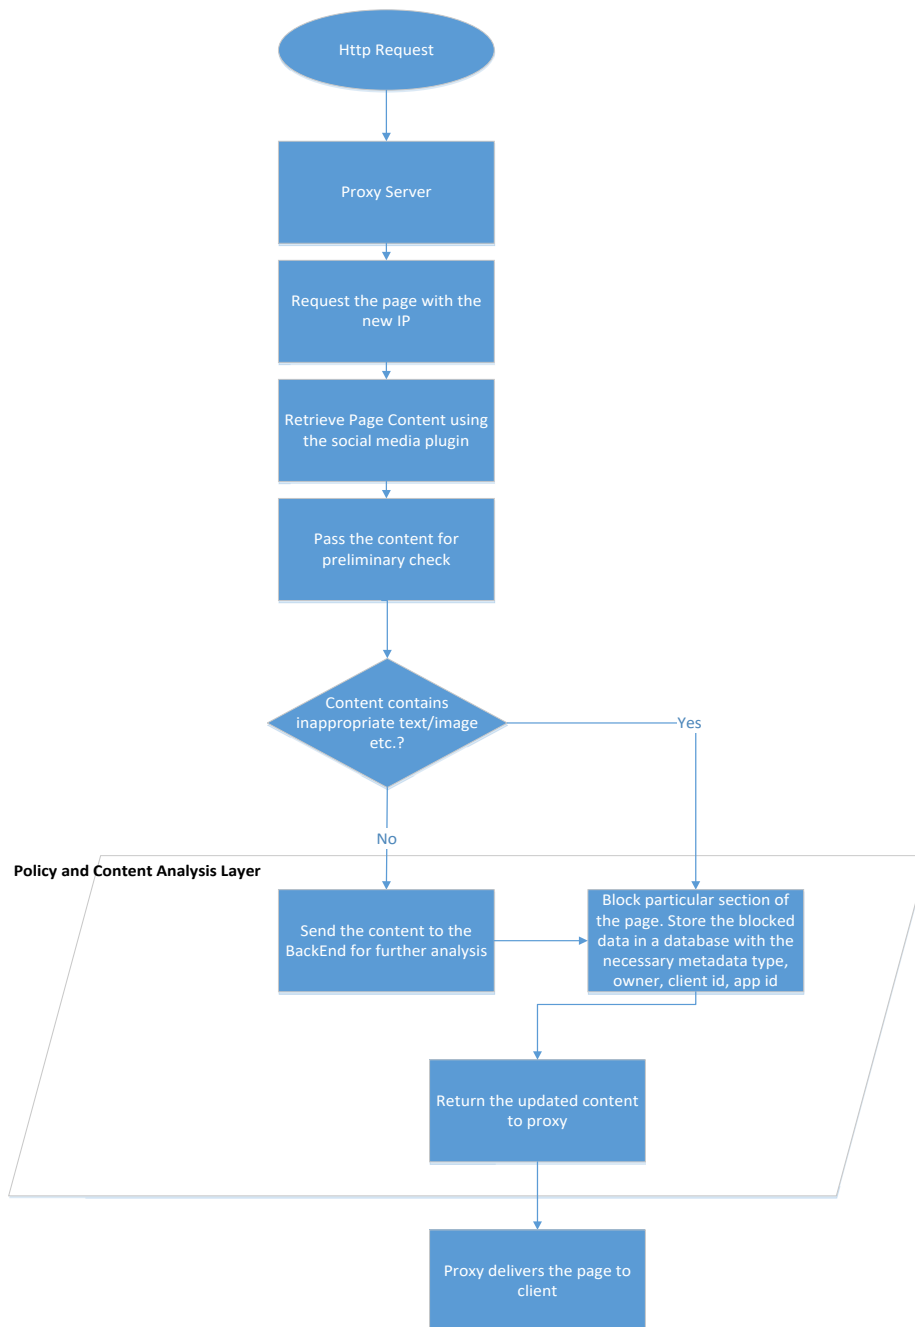 Http Request
Proxy Server
Request the page with the
new IP
Retrieve Page Content using
the social media plugin
Pass the content for
preliminary check
Content contains
inappropriate text/image
etc.?
Yes
No
Policy and Content Analysis Layer
Send the content to the
BackEnd for further analysis
Block particular section of
the page. Store the blocked
data in a database with the
necessary metadata type,
owner, client id, app id
Return the updated content
to proxy
Proxy delivers the page to
client